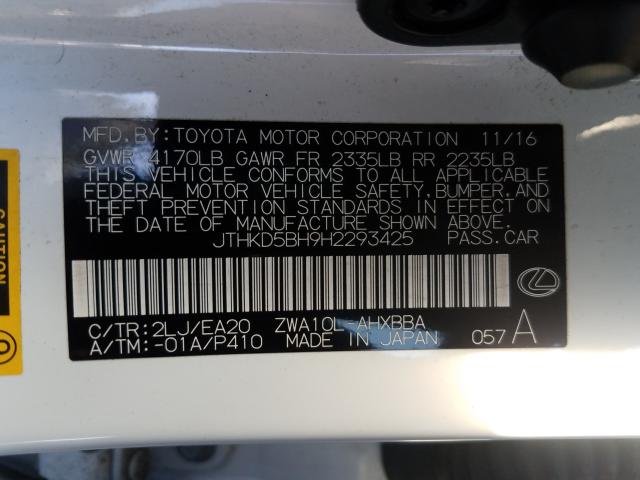 MFD. BY: TOYOTA MOTOR CORPORATION 11/16
GVWR 4170LB GAWR FR 2335LB RR 2235LB
THIS VEHICLE CONFORMS TO ALL APPLICABLE
FEDERAL MOTOR VEHICLE SAFETY, BUMPER, AND
THEFT PREVENTION STANDARDS IN EFFECT ON
THE DATE OF MANUFACTURE SHOWN ABOVE.
JTHKD5BH9H2293425 PASS. CAR
C/TR: 2LJ/EA20 ZWA10L-AHXBBA
A/TM: -01A/P410 MADE IN JAPAN 057 A
CAUTION